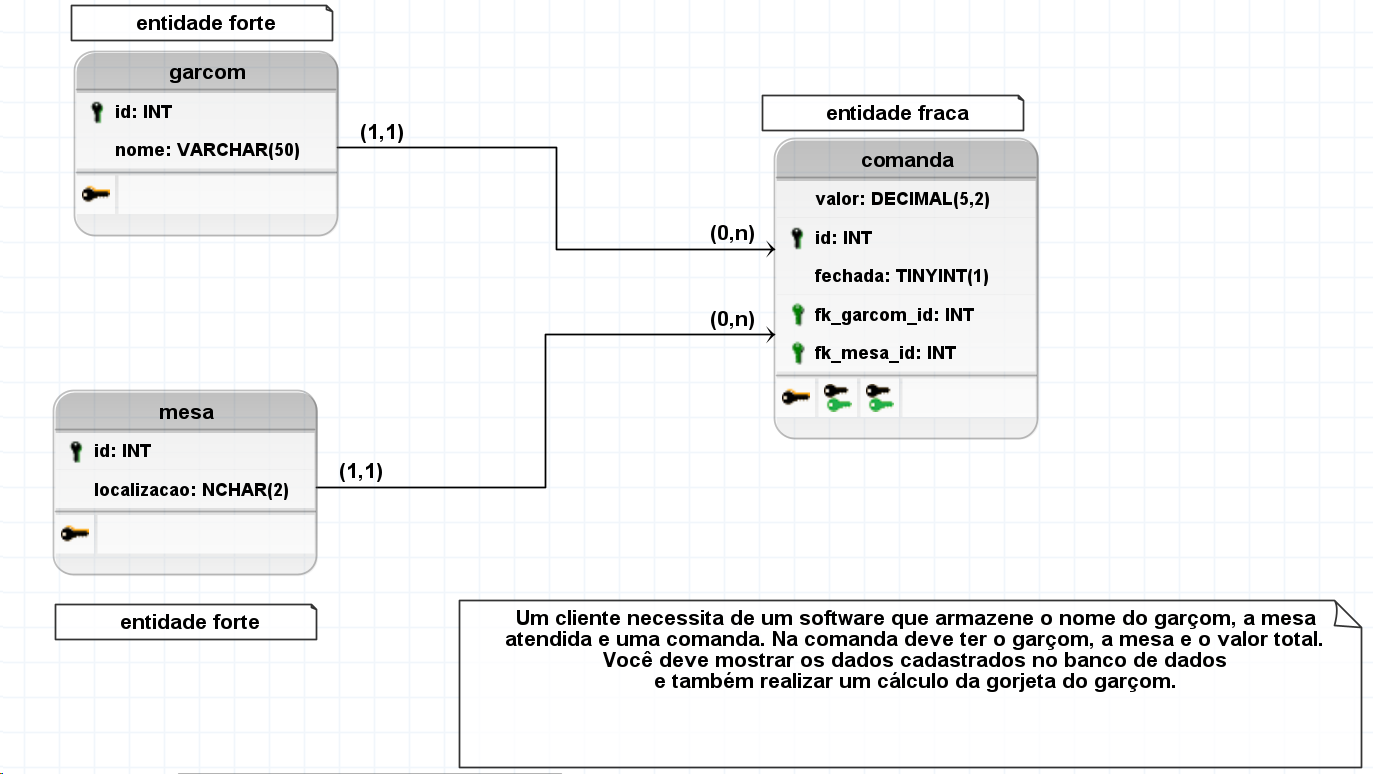 entidade forte
garcom
id: INT
nome: VARCHAR(50)
(1,1)
(0,n)
entidade fraca
comanda
valor: DECIMAL(5,2)
id: INT
fechada: TINYINT(1)
fk_garcom_id: INT
fk_mesa_id: INT
(0,n)
mesa
id: INT
localizacao: NCHAR(2)
(1,1)
entidade forte
Um cliente necessita de um software que armazene o nome do garçom, a mesa
atendida e uma comanda. Na comanda deve ter o garçom, a mesa e o valor total.
Você deve mostrar os dados cadastrados no banco de dados
e também realizar um cálculo da gorjeta do garçom.